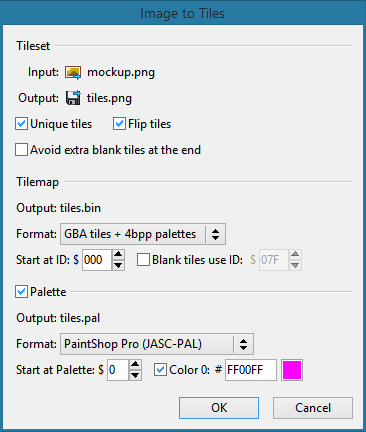 Image to Tiles
Tileset
Input: mockup.png
Output: tiles.png
Unique tiles Flip tiles
Avoid extra blank tiles at the end
Tilemap
Output: tiles.bin
Format: GBA tiles + 4bpp palettes
Start at ID: $ 000 Blank tiles use ID: $ 07F
Palette
Output: tiles.pal
Format: PaintShop Pro (JASC-PAL)
Start at Palette: $ 0 Color 0: # FF00FF
OK Cancel